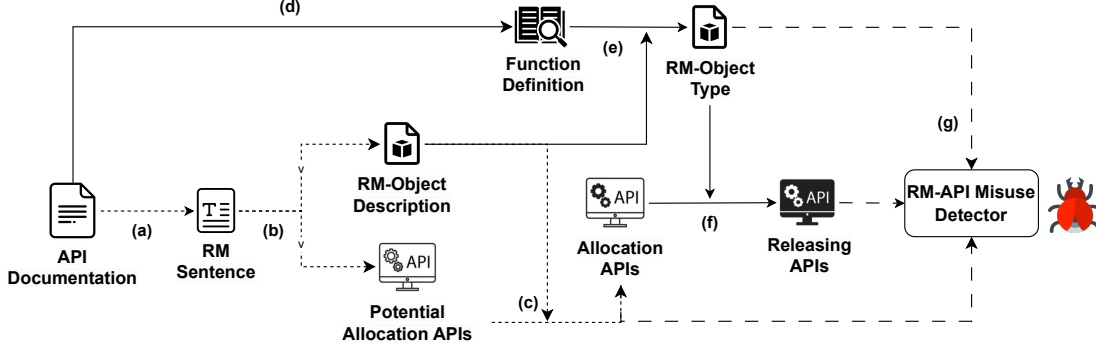 (d)
Function
Definition
(e)
RM-Object
Type
(g)
API
Documentation
(a)
T
RM
Sentence
(b)
RM-Object
Description
API
Potential
Allocation APIs
(c)
API
Allocation
APIs
(f)
API
Releasing
APIs
RM-API Misuse
Detector